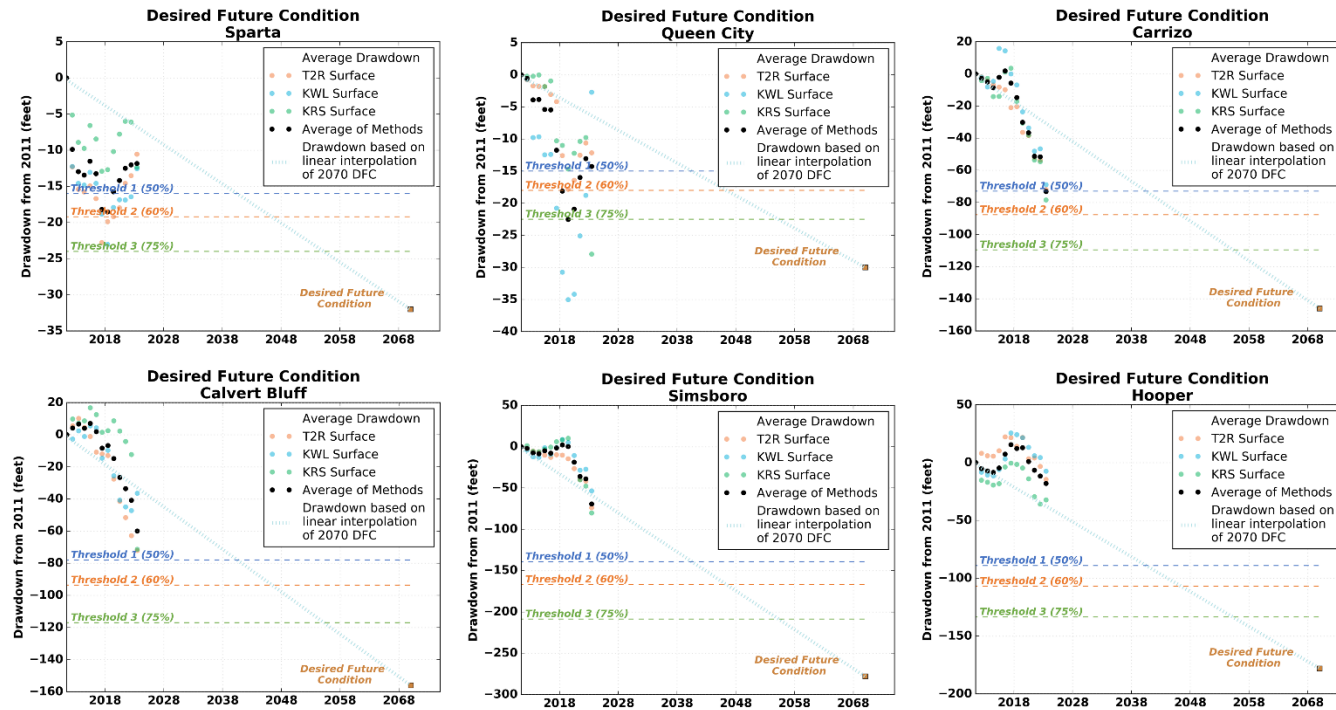 Desired Future Condition
Sparta
Drawdown from 2011 (feet)
5
0
−5
−10
−15
−20
−25
−30
−35
Average Drawdown
T2R Surface
KWL Surface
KRS Surface
Average of Methods
Drawdown based on
linear interpolation
of 2070 DFC
Threshold 1 (50%)
Threshold 2 (60%)
Threshold 3 (75%)
Desired Future
Condition
2018 2028 2038 2048 2058 2068
Desired Future Condition
Queen City
Drawdown from 2011 (feet)
5
0
−5
−10
−15
−20
−25
−30
−35
−40
Average Drawdown
T2R Surface
KWL Surface
KRS Surface
Average of Methods
Drawdown based on
linear interpolation
of 2070 DFC
Threshold 1 (50%)
Threshold 2 (60%)
Threshold 3 (75%)
Desired Future
Condition
2018 2028 2038 2048 2058 2068
Desired Future Condition
Carrizo
Drawdown from 2011 (feet)
20
0
−20
−40
−60
−80
−100
−120
−140
−160
Average Drawdown
T2R Surface
KWL Surface
KRS Surface
Average of Methods
Drawdown based on
linear interpolation
of 2070 DFC
Threshold 1 (50%)
Threshold 2 (60%)
Threshold 3 (75%)
Desired Future
Condition
2018 2028 2038 2048 2058 2068
Desired Future Condition
Calvert Bluff
Drawdown from 2011 (feet)
20
0
−20
−40
−60
−80
−100
−120
−140
−160
Average Drawdown
T2R Surface
KWL Surface
KRS Surface
Average of Methods
Drawdown based on
linear interpolation
of 2070 DFC
Threshold 1 (50%)
Threshold 2 (60%)
Threshold 3 (75%)
Desired Future
Condition
2018 2028 2038 2048 2058 2068
Desired Future Condition
Simsboro
Drawdown from 2011 (feet)
50
0
−50
−100
−150
−200
−250
−300
Average Drawdown
T2R Surface
KWL Surface
KRS Surface
Average of Methods
Drawdown based on
linear interpolation
of 2070 DFC
Threshold 1 (50%)
Threshold 2 (60%)
Threshold 3 (75%)
Desired Future
Condition
2018 2028 2038 2048 2058 2068
Desired Future Condition
Hooper
Drawdown from 2011 (feet)
50
0
−50
−100
−150
−200
Average Drawdown
T2R Surface
KWL Surface
KRS Surface
Average of Methods
Drawdown based on
linear interpolation
of 2070 DFC
Threshold 1 (50%)
Threshold 2 (60%)
Threshold 3 (75%)
Desired Future
Condition
2018 2028 2038 2048 2058 2068